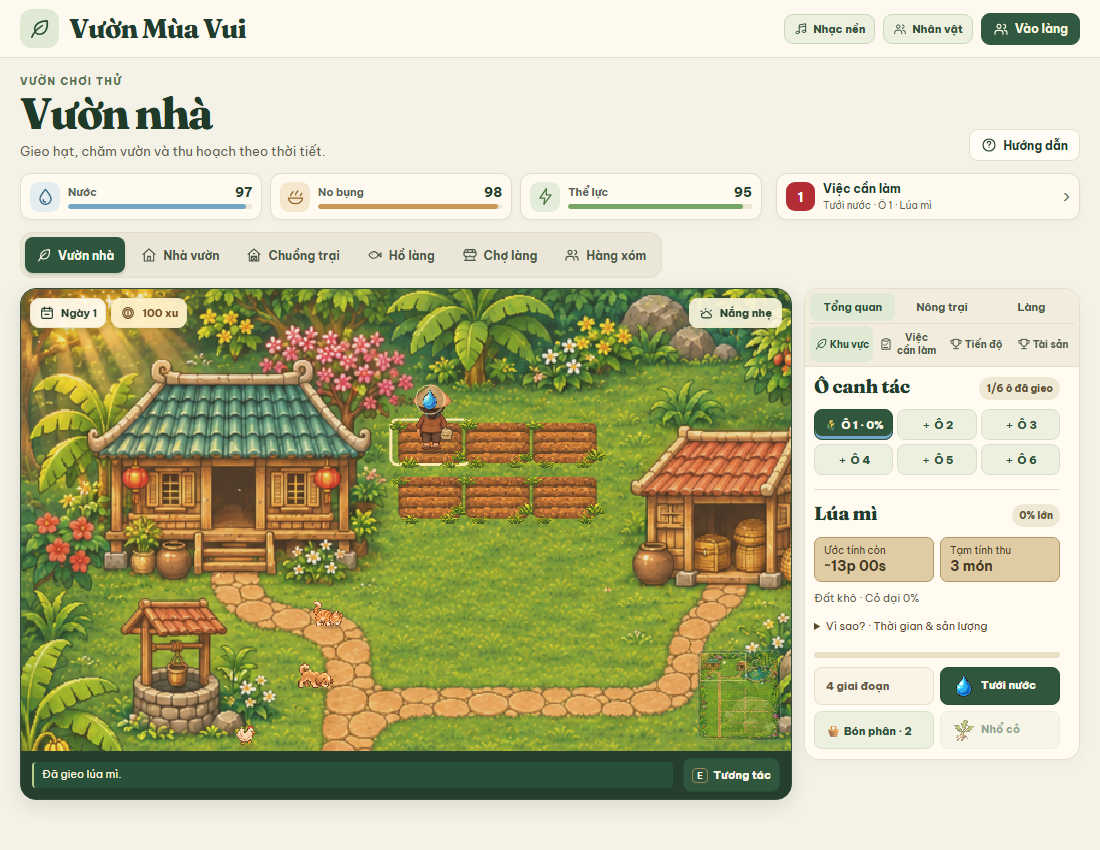 Vườn Mùa Vui
Nhạc nền
Nhân vật
Vào làng
VƯỜN CHƠI THỬ
Vườn nhà
Gieo hạt, chăm vườn và thu hoạch theo thời tiết.
Hướng dẫn
Nước 97
No bụng 98
Thể lực 95
1
Việc cần làm
Tưới nước · Ô 1 · Lúa mì
Vườn nhà
Nhà vườn
Chuồng trại
Hồ làng
Chợ làng
Hàng xóm
Ngày 1
100 xu
Nắng nhẹ
Đã gieo lúa mì.
E Tương tác
Tổng quan
Nông trại
Làng
Khu vực
Việc
cần làm
Tiến độ
Tài sản
Ô canh tác
1/6 ô đã gieo
Ô 1 · 0%
+ Ô 2
+ Ô 3
+ Ô 4
+ Ô 5
+ Ô 6
Lúa mì
0% lớn
Ước tính còn
~13p 00s
Tạm tính thu
3 món
Đất khô · Cỏ dại 0%
Vì sao? · Thời gian & sản lượng
4 giai đoạn
Tưới nước
Bón phân · 2
Nhổ cỏ